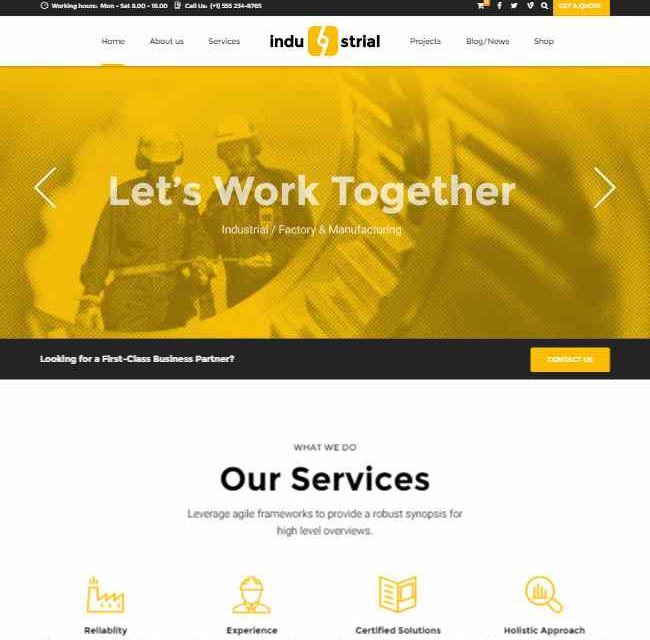 Working hours: Mon - Sat 8.00 - 18.00 Call Us: (+1) 555 234-8765 GET A QUOTE
Home About us Services indu strial Projects Blog/News Shop
Let's Work Together
Industrial / Factory & Manufacturing
Looking for a First-Class Business Partner? CONTACT US
WHAT WE DO
Our Services
Leverage agile frameworks to provide a robust synopsis for
high level overviews.
Reliablity Experience Certified Solutions Holistic Approach